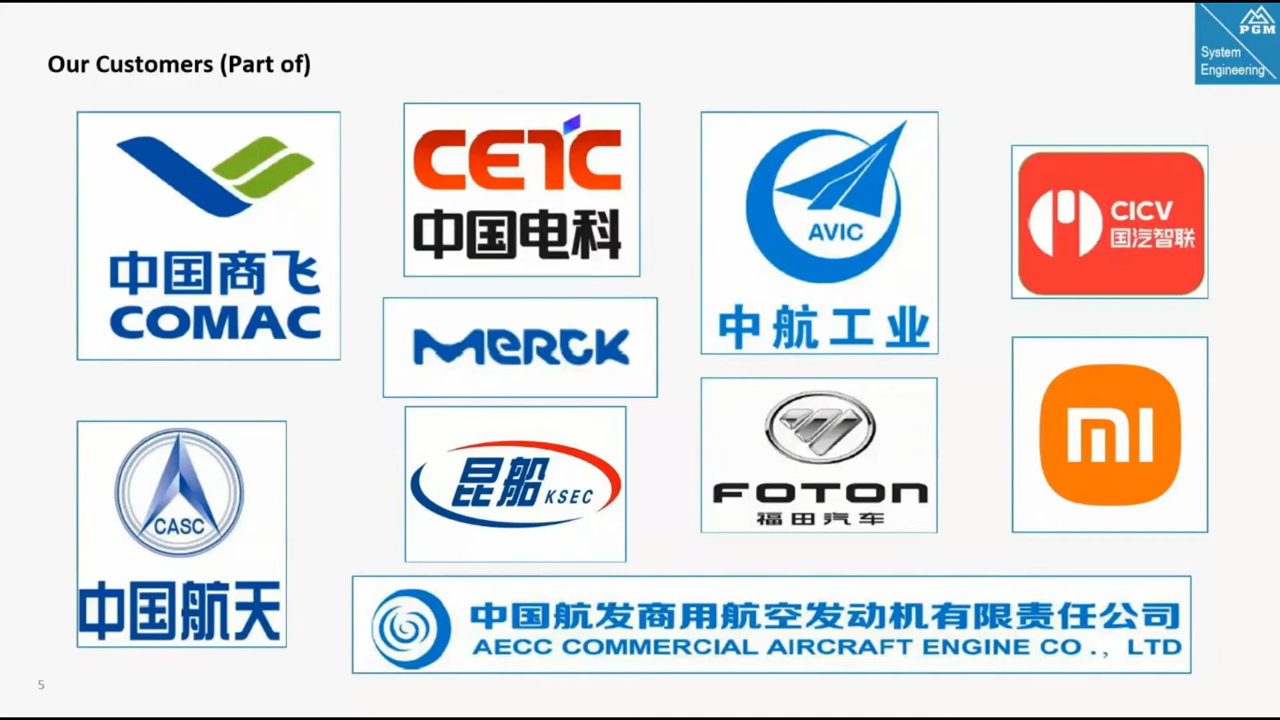 Our Customers (Part of)
PGM
System
Engineering
中国商飞
COMAC
CETC
中国电科
AVIC
中航工业
CICV
国汽智联
MERCK
mi
CASC
中国航天
昆船 KSEC
FOTON
福田汽车
中国航发商用航空发动机有限责任公司
AECC COMMERCIAL AIRCRAFT ENGINE CO., LTD
5